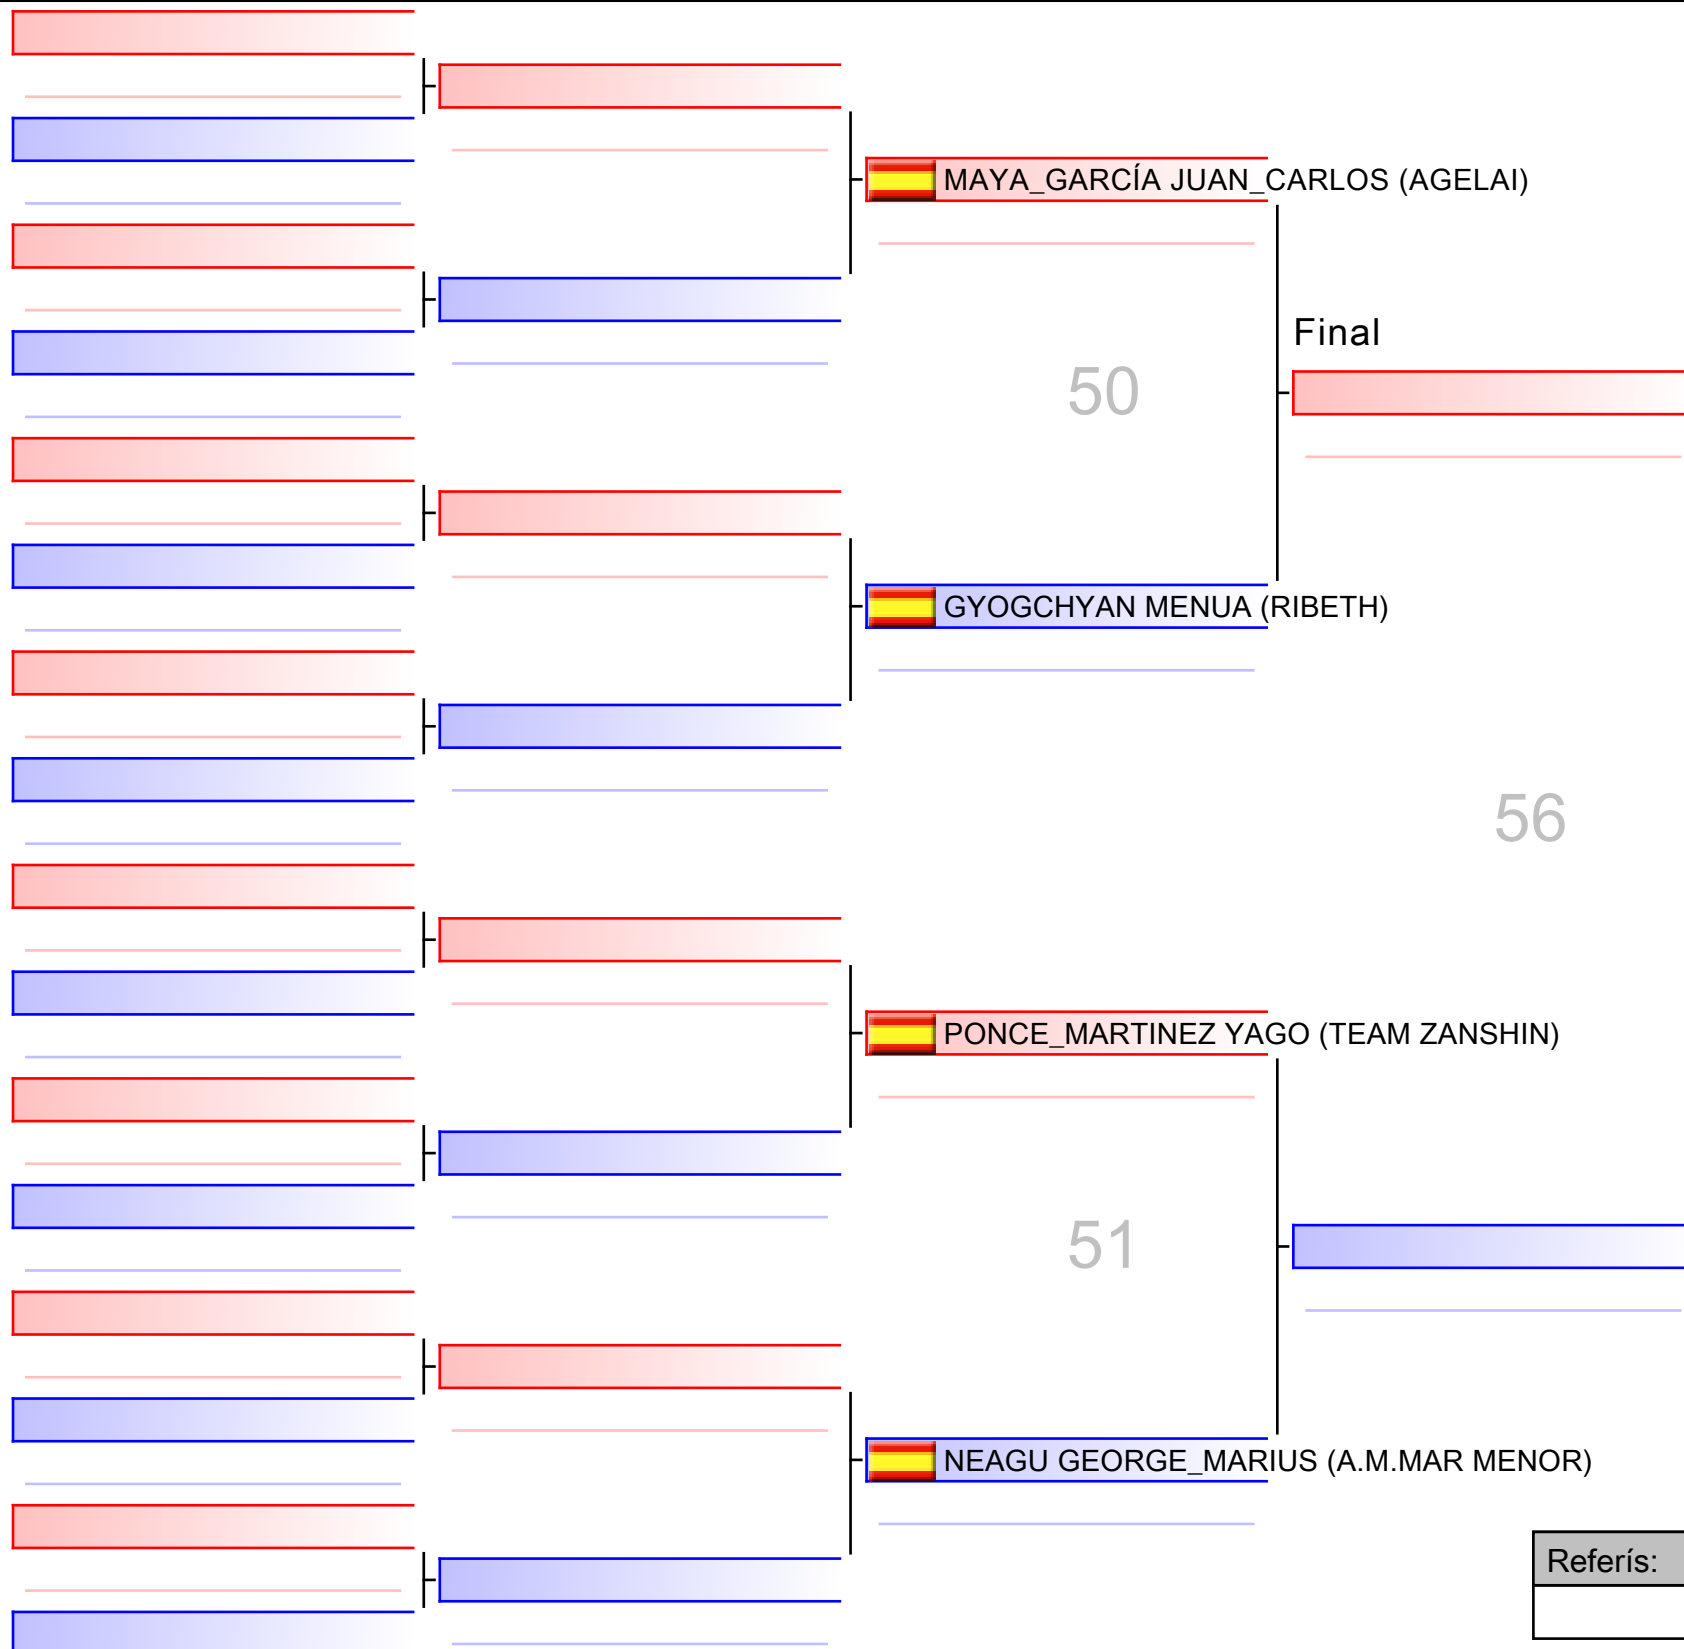 MAYA_GARCÍA JUAN_CARLOS (AGELAI)
Final
50
GYOGCHYAN MENUA (RIBETH)
56
PONCE_MARTINEZ YAGO (TEAM ZANSHIN)
51
NEAGU GEORGE_MARIUS (A.M.MAR MENOR)
Referís: